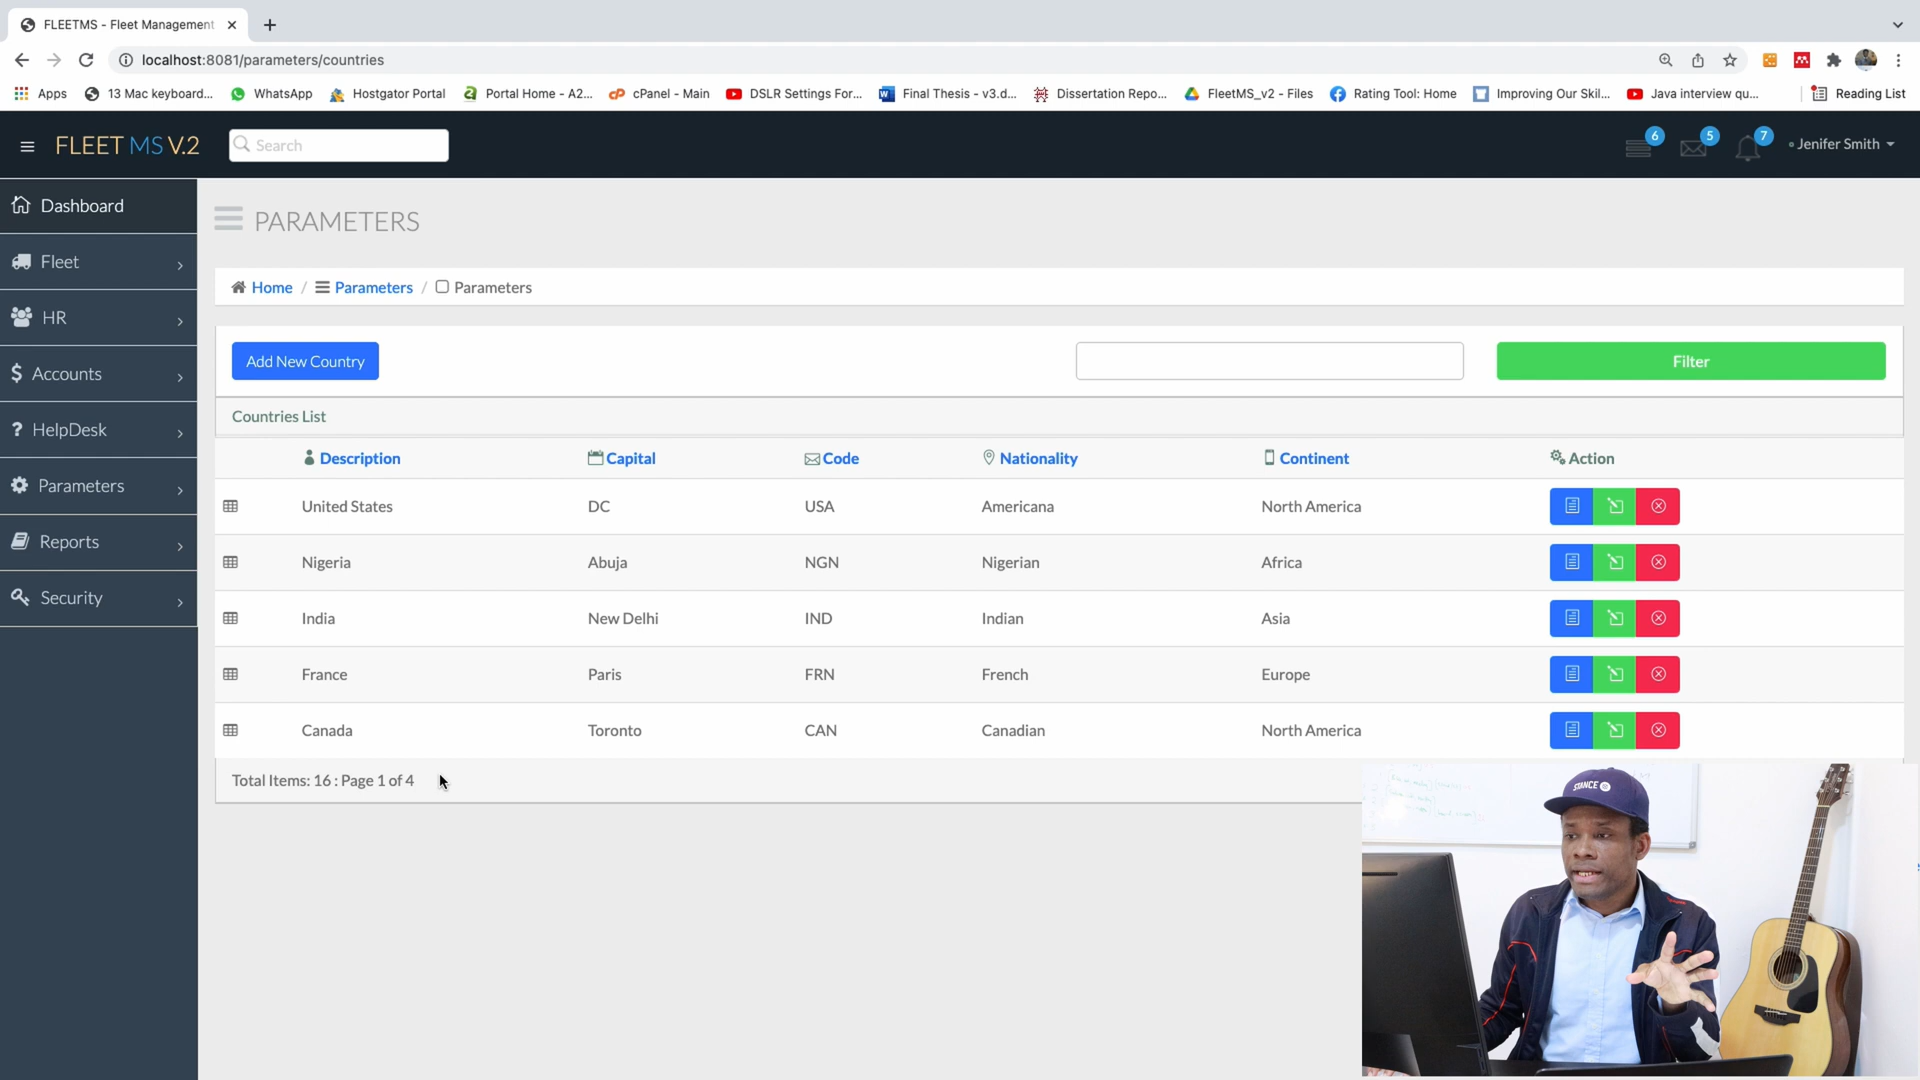 FLEETMS - Fleet Management
localhost:8081/parameters/countries
Apps 13 Mac keyboard... WhatsApp Hostgator Portal Portal Home - A2... cPanel - Main DSLR Settings For... Final Thesis - v3.d... Dissertation Repo... FleetMS_v2 - Files Rating Tool: Home Improving Our Skil... Java interview qu... Reading List
FLEET MS V.2 Search 6 5 7 Jenifer Smith
Dashboard
Fleet
HR
Accounts
HelpDesk
Parameters
Reports
Security
PARAMETERS
Home / Parameters / Parameters
Add New Country Filter
Countries List
Description Capital Code Nationality Continent Action
United States DC USA Americana North America
Nigeria Abuja NGN Nigerian Africa
India New Delhi IND Indian Asia
France Paris FRN French Europe
Canada Toronto CAN Canadian North America
Total Items: 16 : Page 1 of 4
STANCE